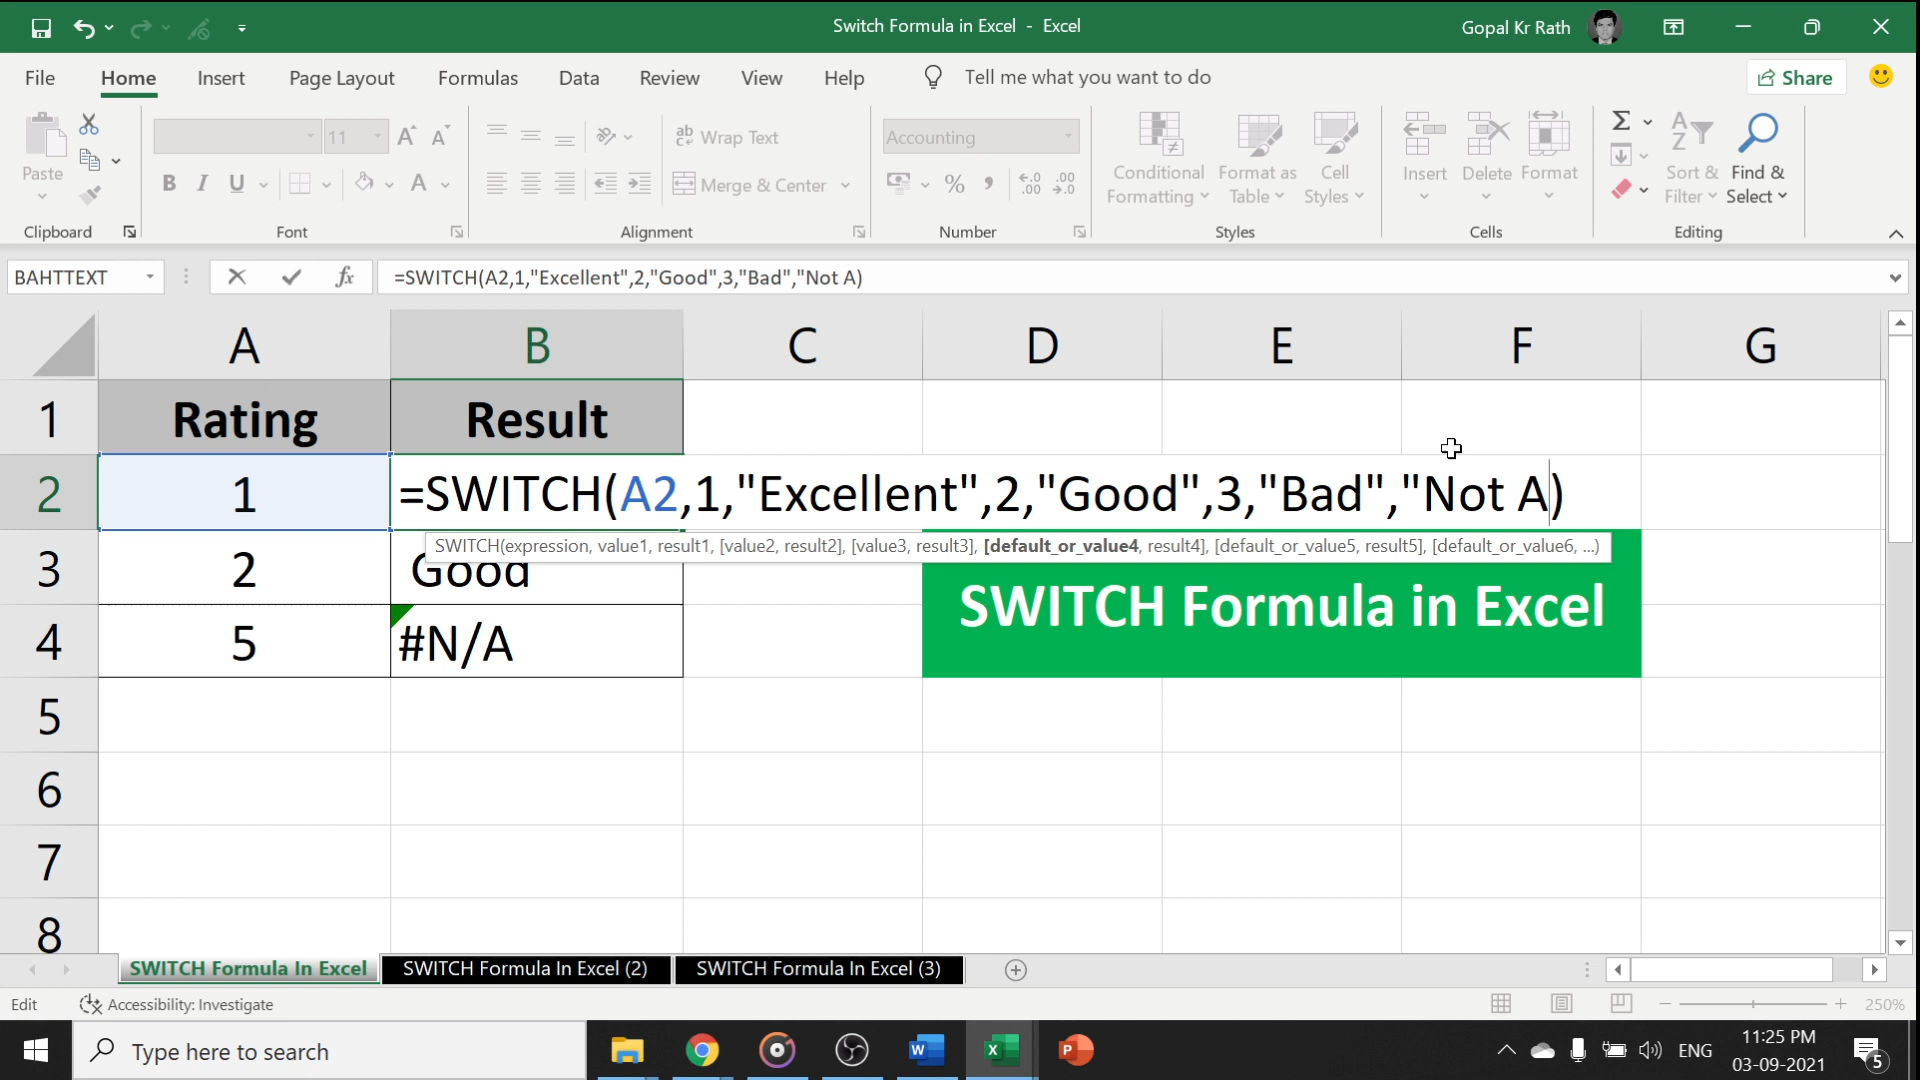 Switch Formula in Excel - Excel
Gopal Kr Rath
File Home Insert Page Layout Formulas Data Review View Help Tell me what you want to do Share
Paste
11
Wrap Text
Merge & Center
Accounting
Conditional Formatting
Format as Table
Cell Styles
Insert Delete Format
Sort & Filter
Find & Select
Clipboard Font Alignment Number Styles Cells Editing
BAHTTEXT
=SWITCH(A2,1,"Excellent",2,"Good",3,"Bad","Not A)
A B C D E F G
1 Rating Result
2 1 =SWITCH(A2,1,"Excellent",2,"Good",3,"Bad","Not A)
SWITCH(expression, value1, result1, [value2, result2], [value3, result3], [default_or_value4, result4], [default_or_value5, result5], [default_or_value6, ...)
3 2 Good
SWITCH Formula in Excel
4 5 #N/A
5
6
7
8
SWITCH Formula In Excel SWITCH Formula In Excel (2) SWITCH Formula In Excel (3)
Edit Accessibility: Investigate 250%
Type here to search
ENG
11:25 PM
03-09-2021
5